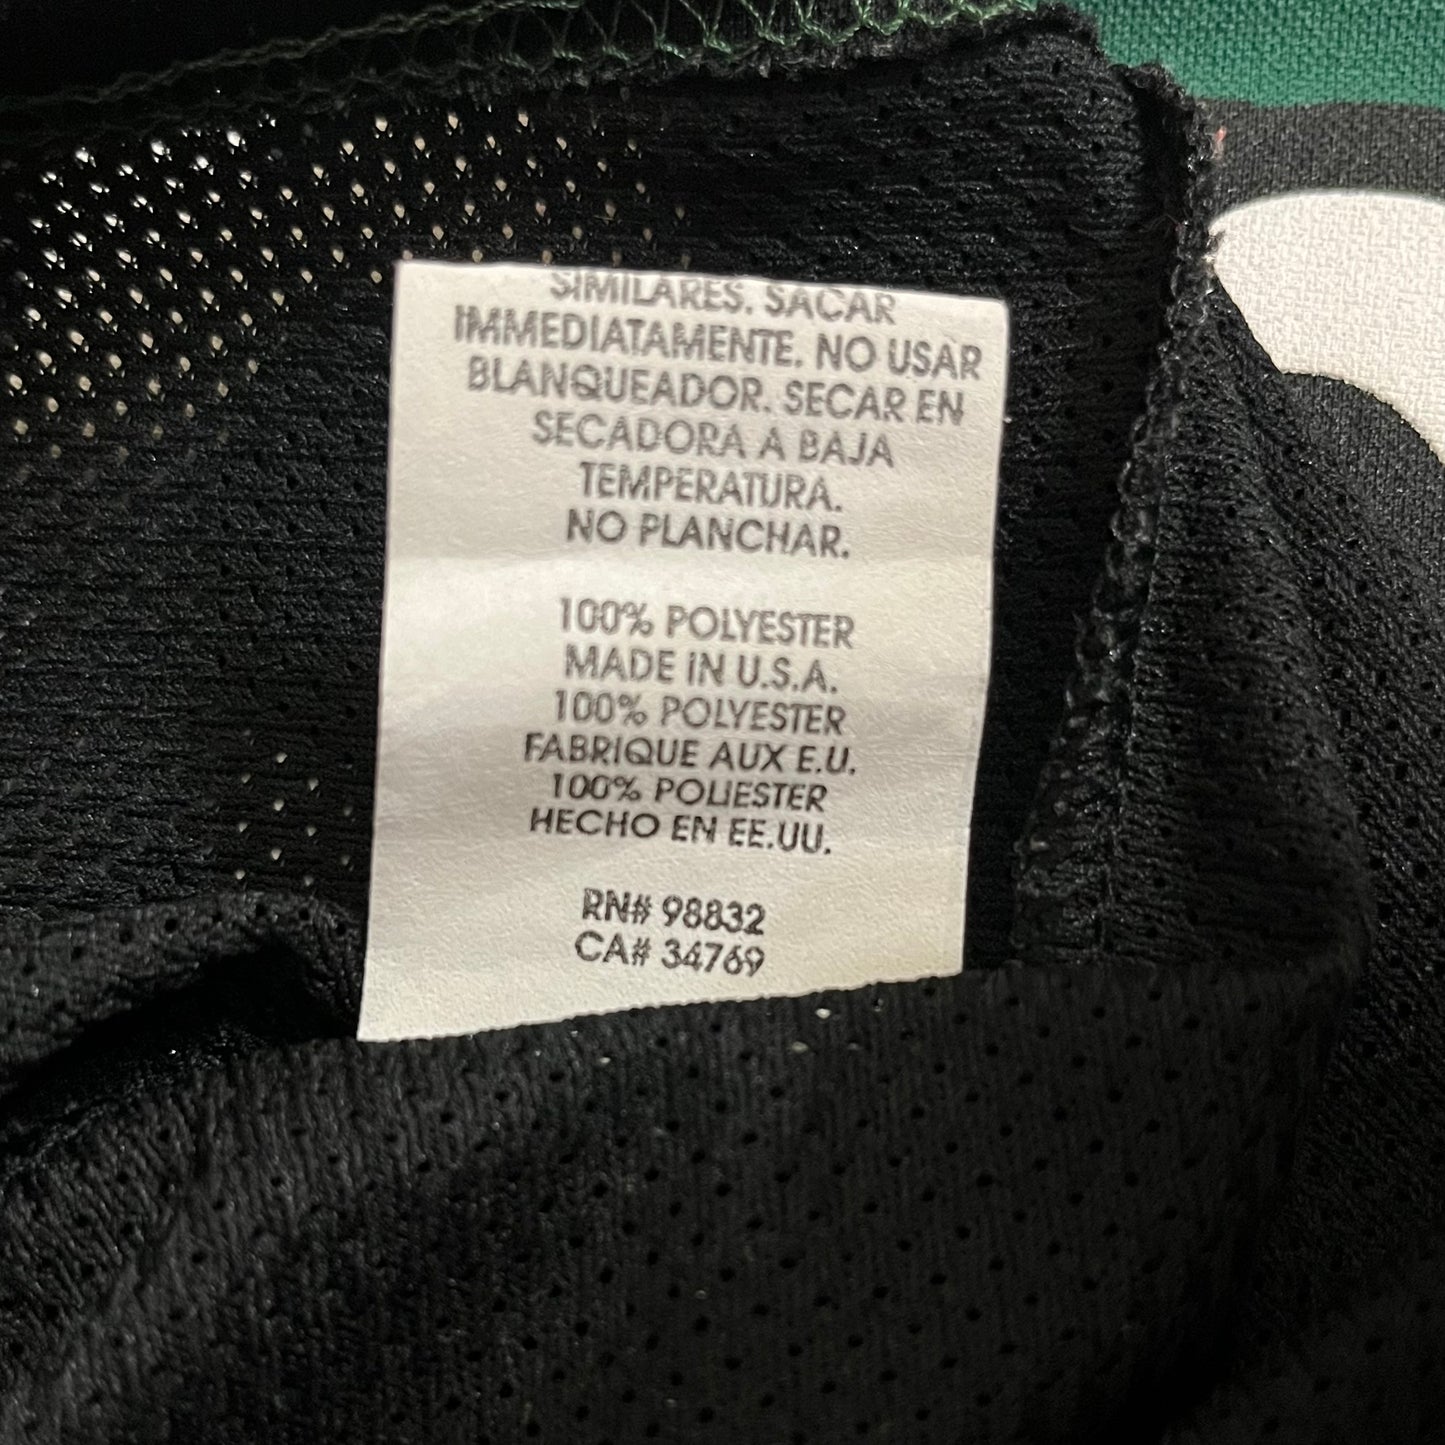 SIMILARES. SACAR
IMMEDIATAMENTE. NO USAR
BLANQUEADOR. SECAR EN
SECADORA A BAJA
TEMPERATURA.
NO PLANCHAR.
100% POLYESTER
MADE IN U.S.A.
100% POLYESTER
FABRIQUE AUX E.U.
100% POLIESTER
HECHO EN EE.UU.
RN# 98832
CA# 34769